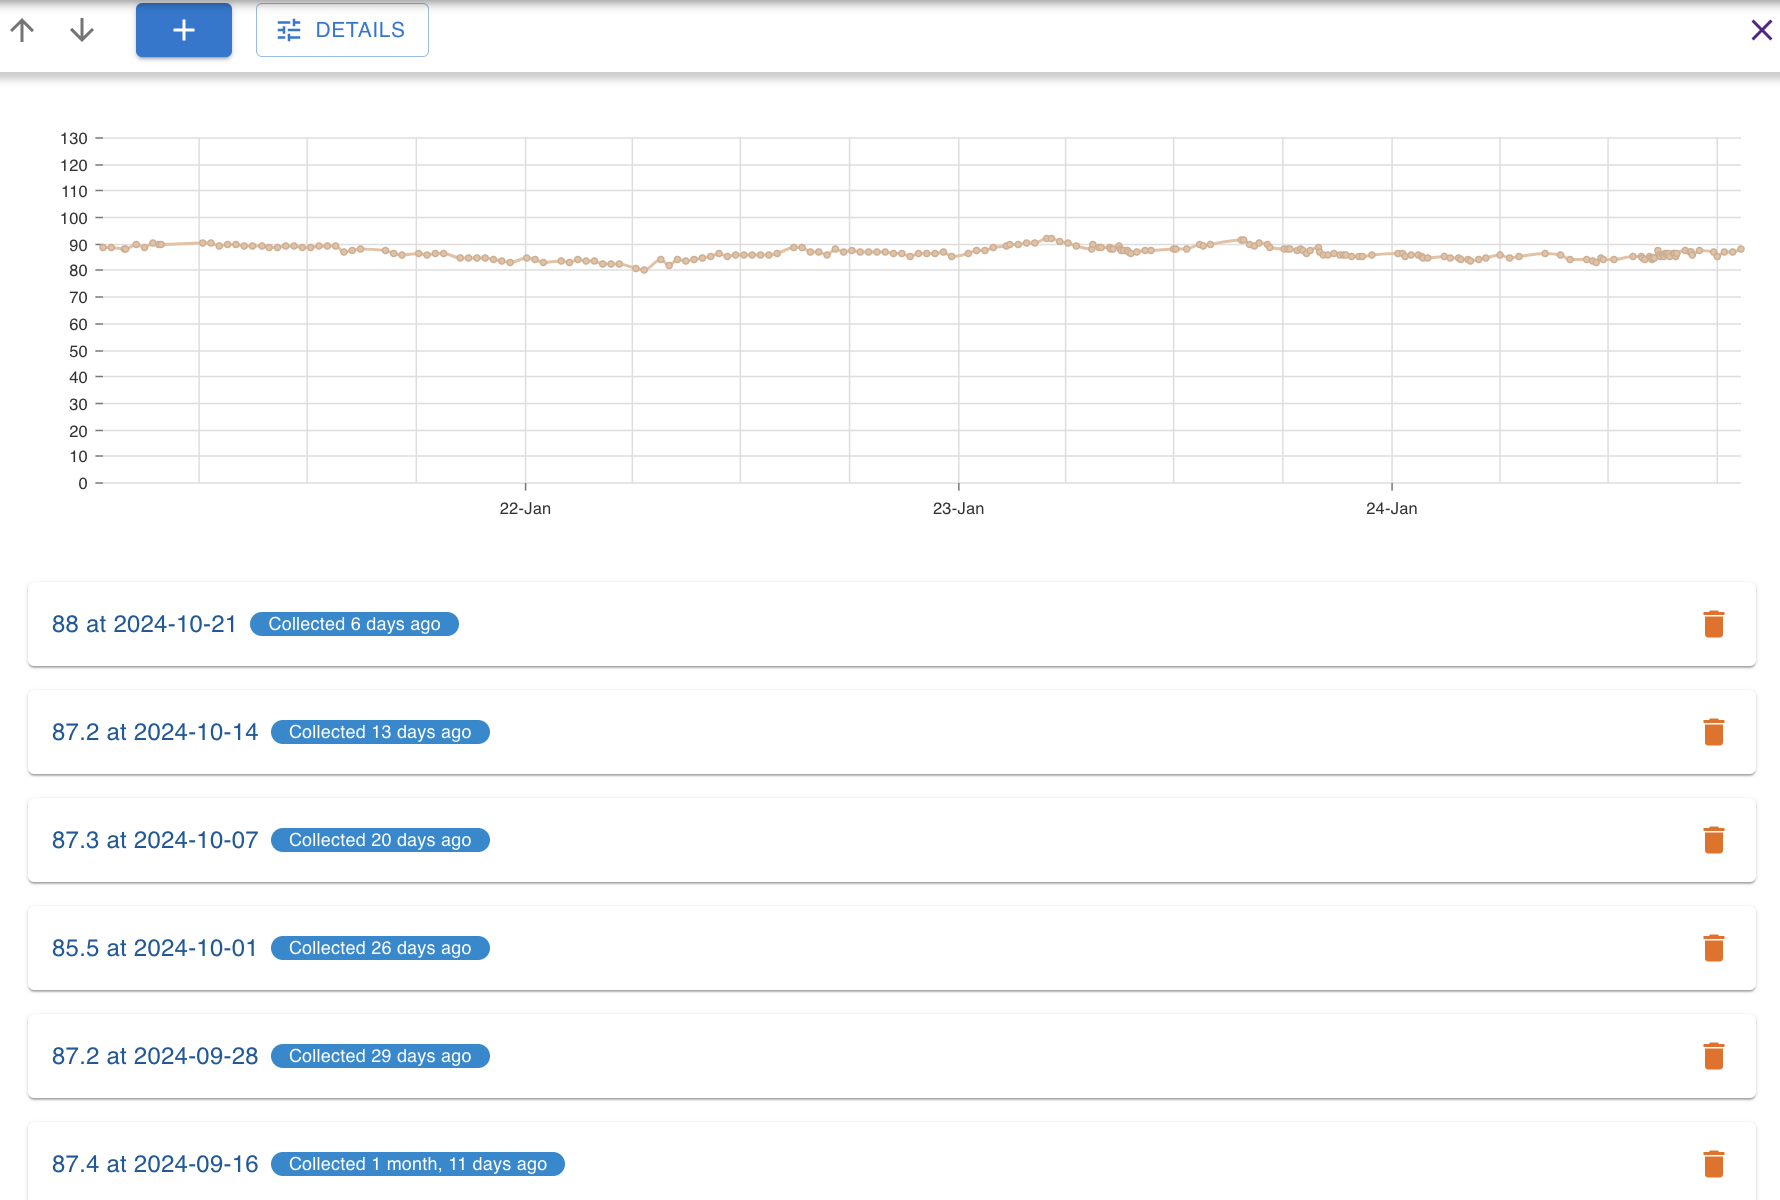 DETAILS
130
120
110
100
90
80
70
60
50
40
30
20
10
0
22-Jan 23-Jan 24-Jan
88 at 2024-10-21 Collected 6 days ago
87.2 at 2024-10-14 Collected 13 days ago
87.3 at 2024-10-07 Collected 20 days ago
85.5 at 2024-10-01 Collected 26 days ago
87.2 at 2024-09-28 Collected 29 days ago
87.4 at 2024-09-16 Collected 1 month, 11 days ago